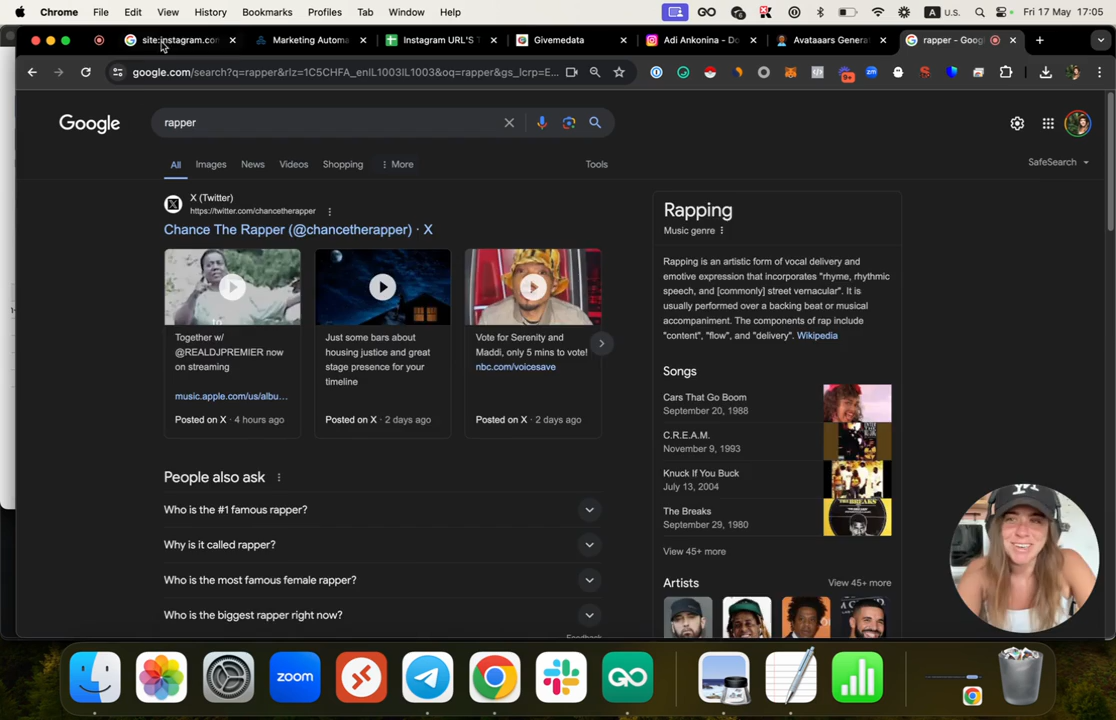 Chrome File Edit View History Bookmarks Profiles Tab Window Help A U.S. Fri 17 May 17:05
site:instagram.con Marketing Automa Instagram URL'S T Givemedata Adi Ankonina - Do Avataaars Genera rapper - Googl
google.com/search?q=rapper&rlz=1C5CHFA_enIL1003IL1003&oq=rapper&gs_lcrp=E... 9+ zm
Google rapper
All Images News Videos Shopping More Tools SafeSearch
X (Twitter)
https://twitter.com/chancetherapper
Chance The Rapper (@chancetherapper) · X
Together w/
@REALDJPREMIER now
on streaming
music.apple.com/us/albu...
Posted on X · 4 hours ago
Just some bars about
housing justice and great
stage presence for your
timeline
Posted on X · 2 days ago
Vote for Serenity and
Maddi, only 5 mins to vote!
nbc.com/voicesave
Posted on X · 2 days ago
People also ask
Who is the #1 famous rapper?
Why is it called rapper?
Who is the most famous female rapper?
Who is the biggest rapper right now?
Feedback
Rapping
Music genre
Rapping is an artistic form of vocal delivery and
emotive expression that incorporates "rhyme, rhythmic
speech, and [commonly] street vernacular". It is
usually performed over a backing beat or musical
accompaniment. The components of rap include
"content", "flow", and "delivery". Wikipedia
Songs
Cars That Go Boom
September 20, 1988
C.R.E.A.M.
November 9, 1993
Knuck If You Buck
July 13, 2004
The Breaks
September 29, 1980
View 45+ more
Artists View 45+ more
zoom